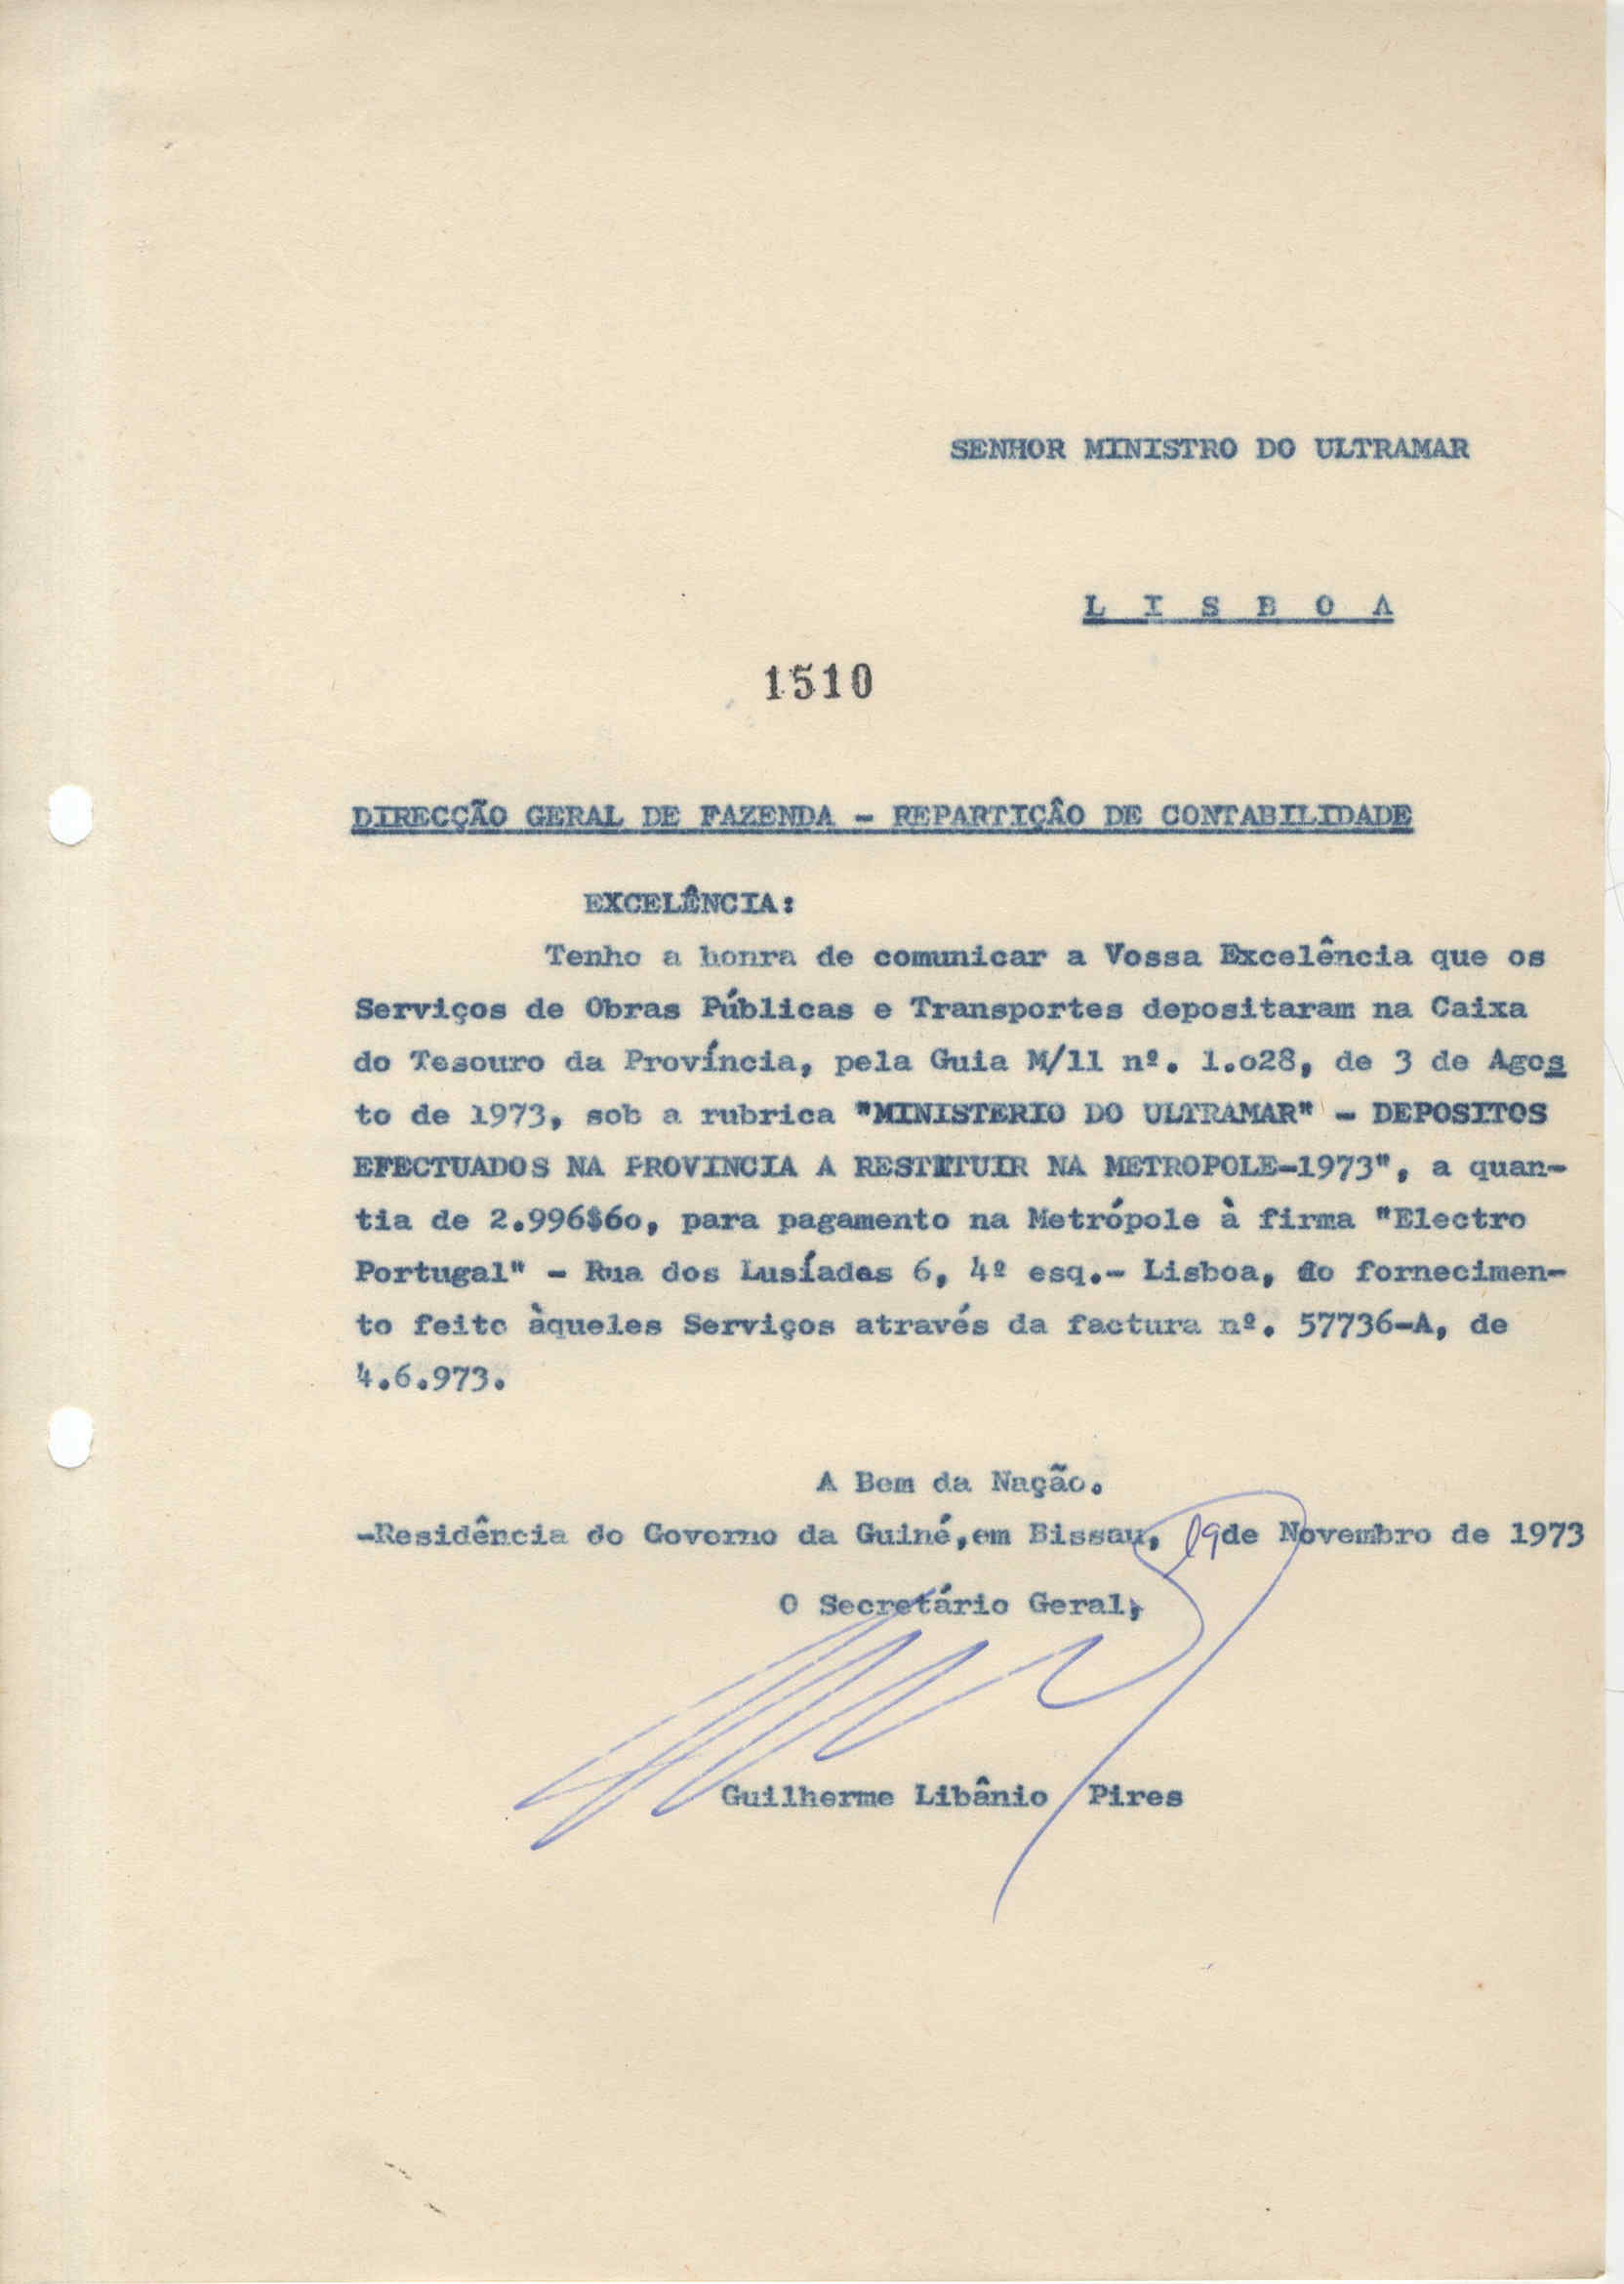 SENHOR MINISTRO DO ULTRAMAR
L I S B O A
1510
DIRECÇÃO GERAL DE FAZENDA - REPARTIÇÂO DE CONTABILIDADE
EXCELÊNCIA:
Tenho a honra de comunicar a Vossa Excelência que os
Serviços de Obras Públicas e Transportes depositaram na Caixa
do Tesouro da Província, pela Guia M/11 nº. 1.o28, de 3 de Agos
to de 1973, sob a rubrica "MINISTERIO DO ULTRAMAR" - DEPOSITOS
EFECTUADOS NA PROVINCIA A RESTITUIR NA METROPOLE-1973", a quan-
tia de 2.996$6o, para pagamento na Metrópole à firma "Electro
Portugal" - Rua dos Lusíadas 6, 4º esq.- Lisboa, do fornecimen-
to feito àqueles Serviços através da factura nº. 57736-A, de
4.6.973.
A Bem da Nação.
-Residência do Governo da Guiné,em Bissau, 19de Novembro de 1973
O Secretário Geral,
Guilherme Libânio Pires